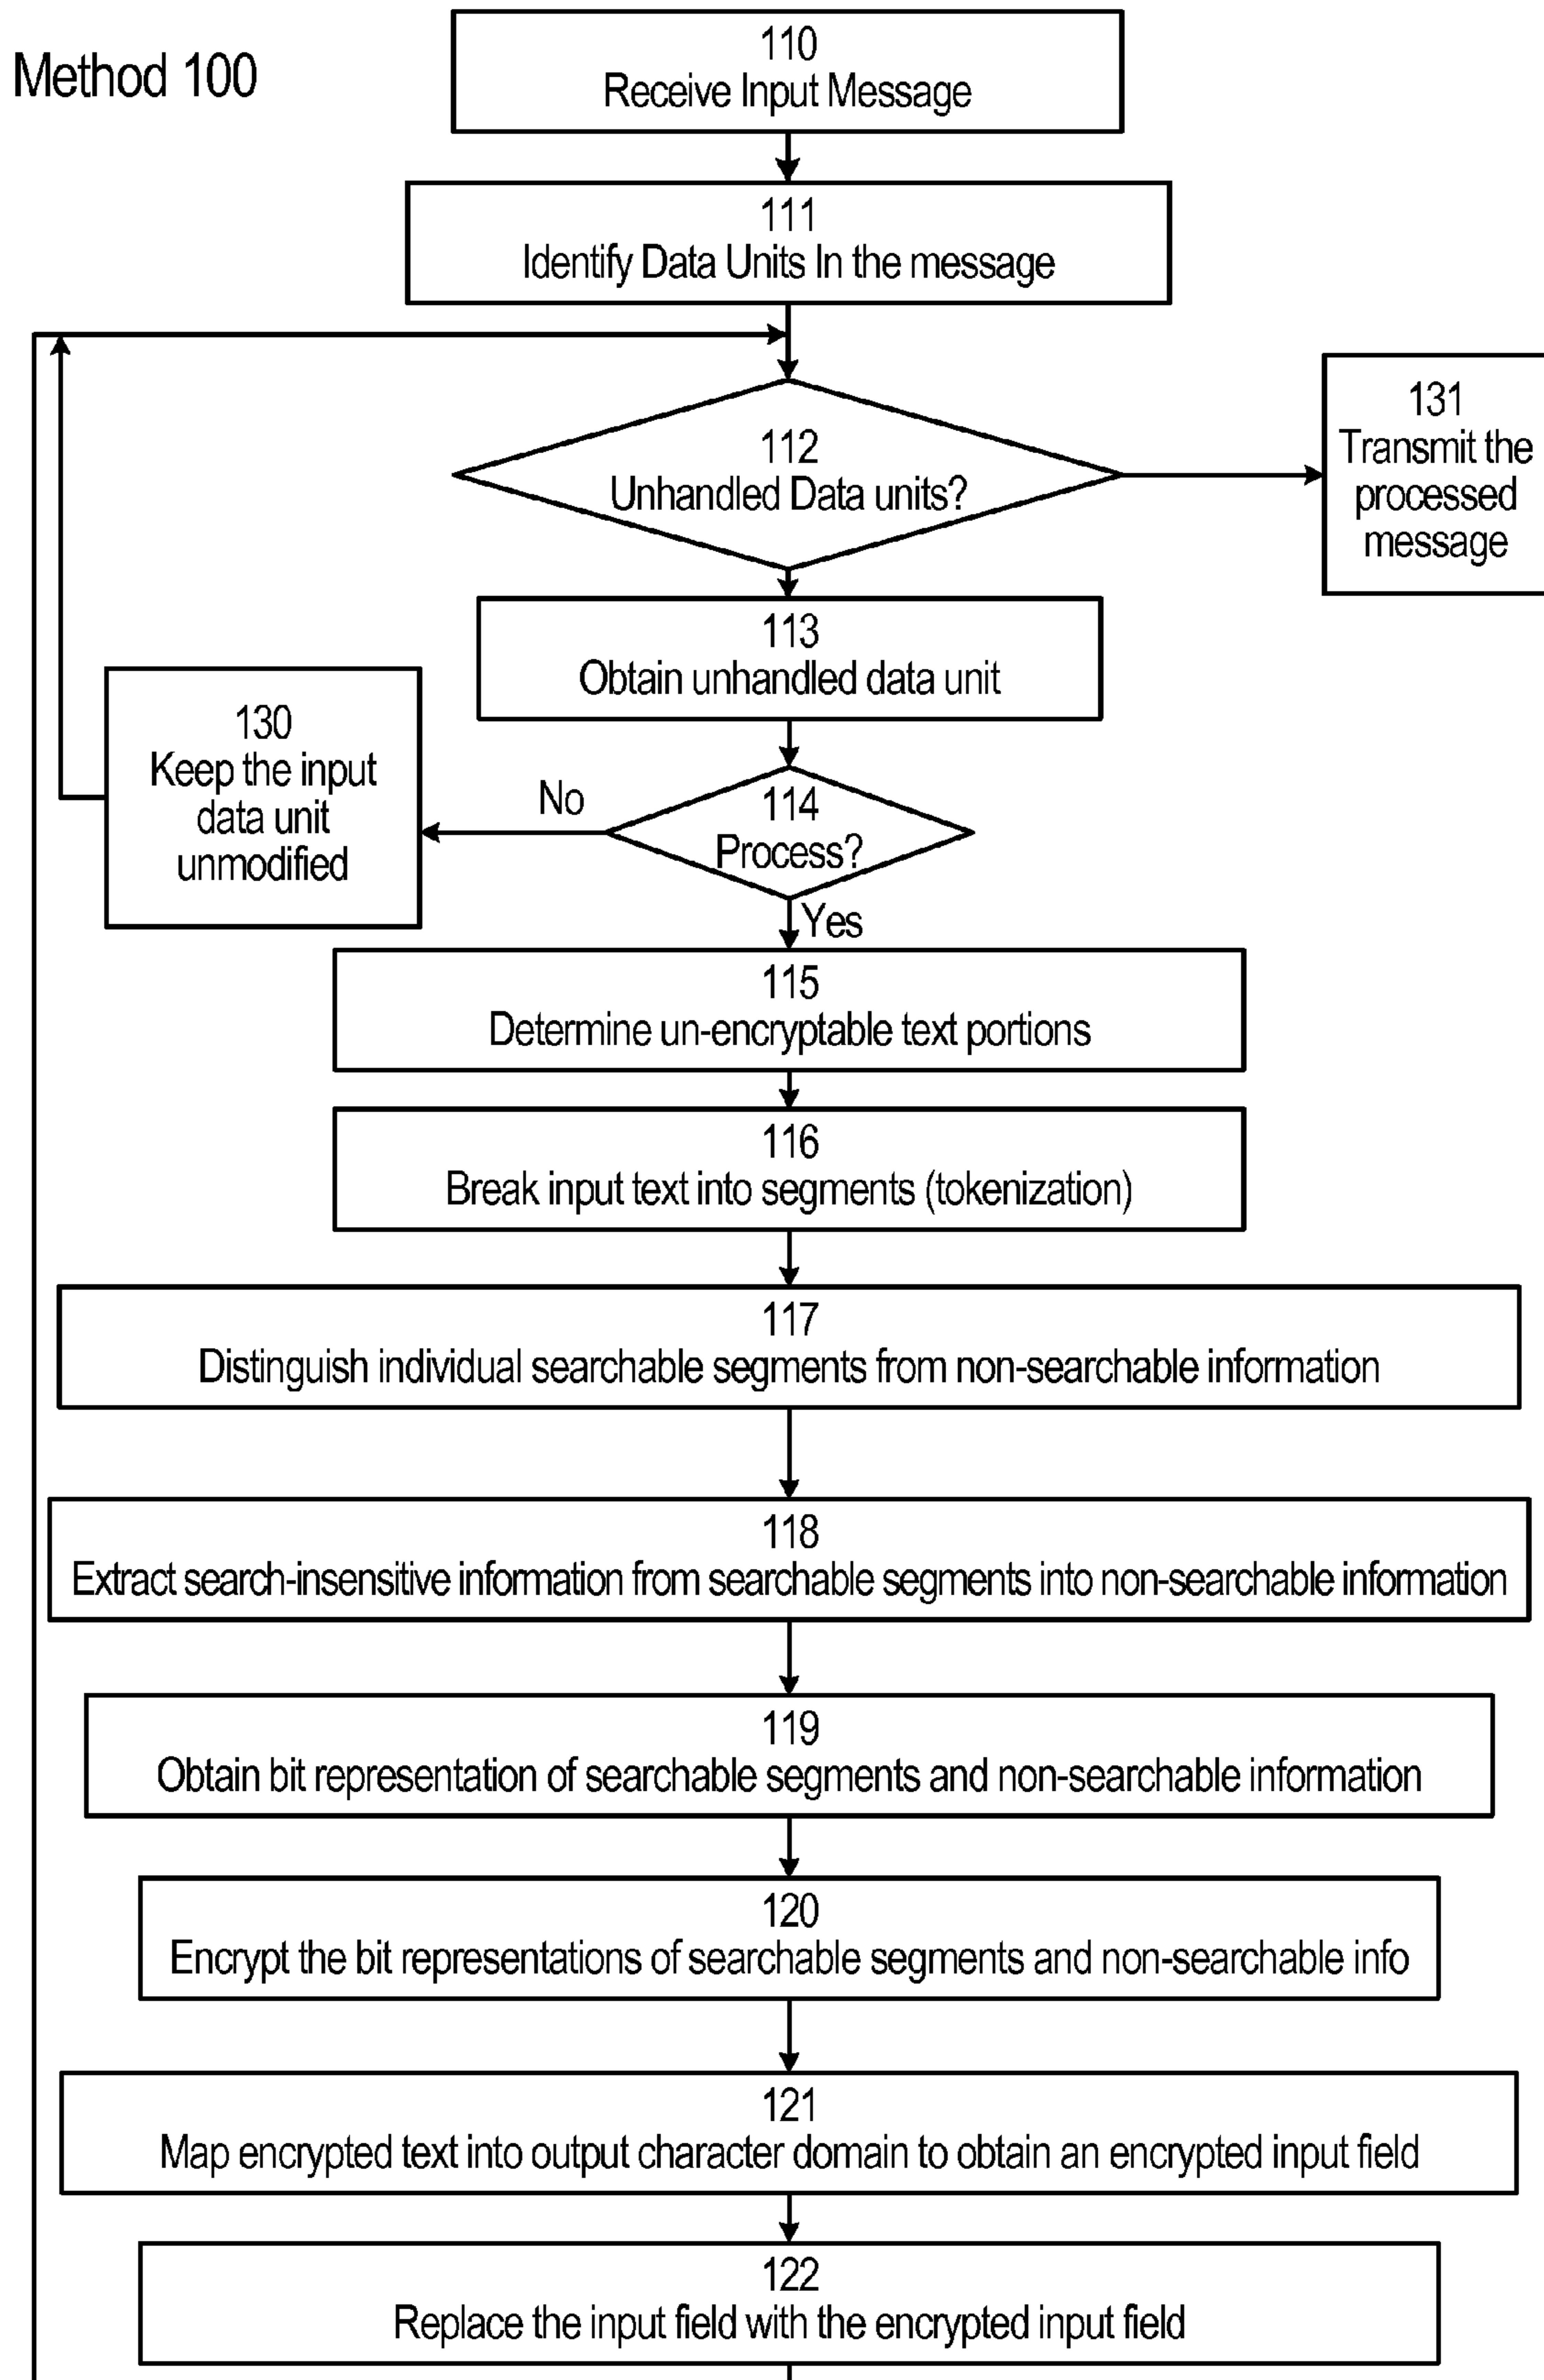 Method 100
110
Receive Input Message
111
Identify Data Units In the message
112
Unhandled Data units?
131
Transmit the
processed
message
113
Obtain unhandled data unit
130
Keep the input
data unit
unmodified
No
114
Process?
Yes
115
Determine un-encryptable text portions
116
Break input text into segments (tokenization)
117
Distinguish individual searchable segments from non-searchable information
118
Extract search-insensitive information from searchable segments into non-searchable information
119
Obtain bit representation of searchable segments and non-searchable information
120
Encrypt the bit representations of searchable segments and non-searchable info
121
Map encrypted text into output character domain to obtain an encrypted input field
122
Replace the input field with the encrypted input field